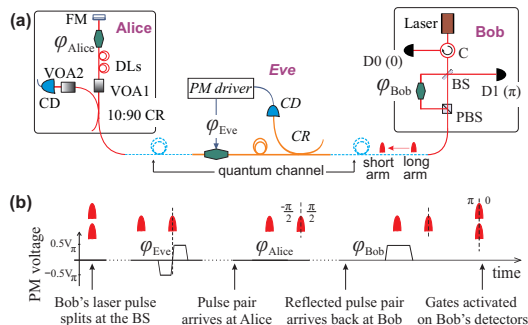 (a)
FM
Alice
φAlice
DLs
VOA2
VOA1
CD
10:90 CR
Eve
PM driver
CD
φEve
CR
quantum channel
short arm
long arm
Laser
Bob
D0 (0)
C
BS
D1 (π)
φBob
PBS
(b)
PM voltage
0.5Vπ
−0.5Vπ
φEve
φAlice
-π/2
π/2
φBob
π
0
Bob's laser pulse splits at the BS
Pulse pair arrives at Alice
Reflected pulse pair arrives back at Bob
Gates activated on Bob's detectors